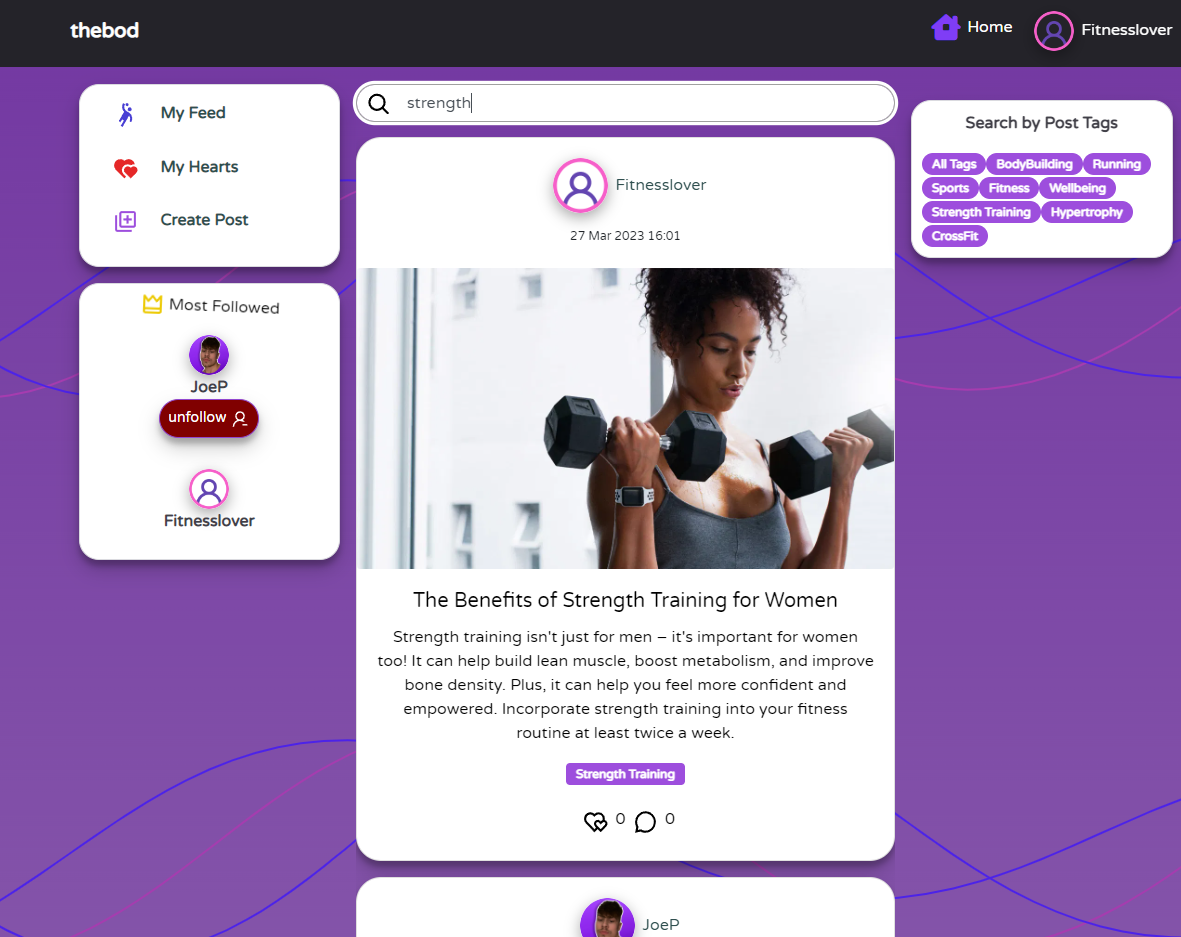 thebod
Home
Fitnesslover
My Feed
My Hearts
Create Post
Most Followed
JoeP
unfollow
Fitnesslover
strength
Fitnesslover
27 Mar 2023 16:01
The Benefits of Strength Training for Women
Strength training isn't just for men – it's important for women
too! It can help build lean muscle, boost metabolism, and improve
bone density. Plus, it can help you feel more confident and
empowered. Incorporate strength training into your fitness
routine at least twice a week.
Strength Training
0 0
JoeP
Search by Post Tags
All Tags BodyBuilding Running
Sports Fitness Wellbeing
Strength Training Hypertrophy
CrossFit